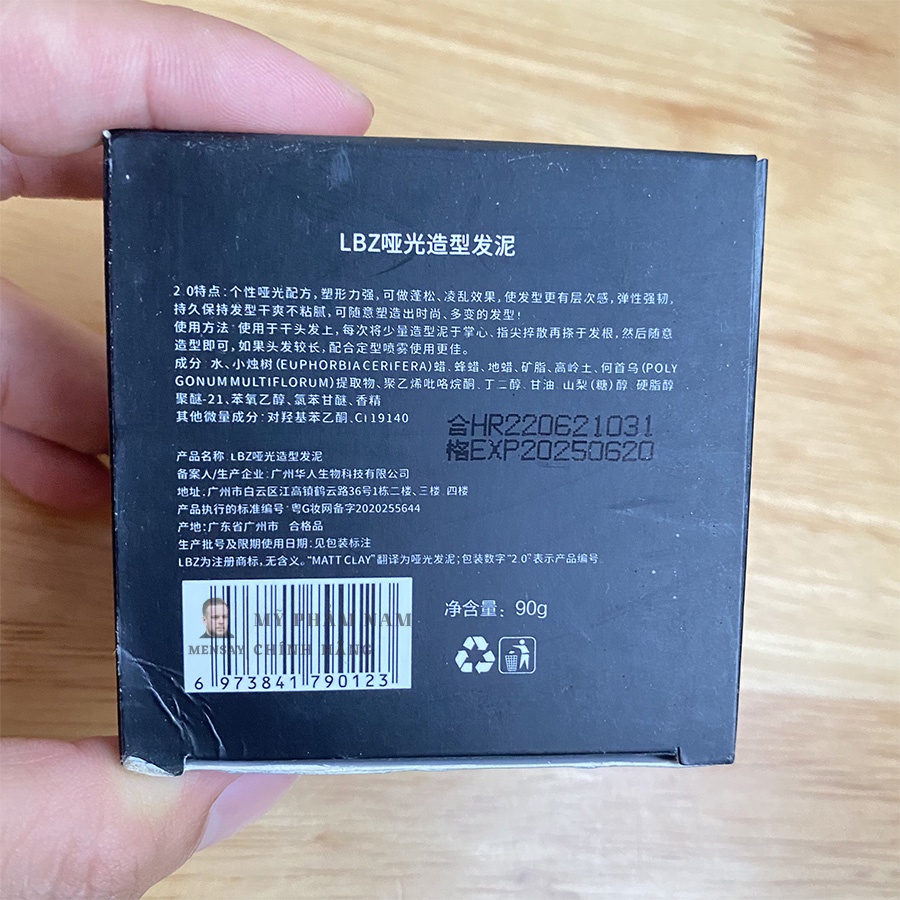 LBZ哑光造型发泥
2.0特点:个性哑光配方,塑形力强,可做蓬松、凌乱效果,使发型更有层次感,弹性强韧,
持久保持发型干爽不粘腻,可随意塑造出时尚、多变的发型!
使用方法:使用于干头发上,每次将少量造型泥于掌心、指尖捽散再搽于发根,然后随意
造型即可,如果头发较长,配合定型喷雾使用更佳。
成分:水、小烛树(EUPHORBIA CERIFERA)蜡、蜂蜡、地蜡、矿脂、高岭土、何首乌(POLY
GONUM MULTIFLORUM)提取物、聚乙烯吡咯烷酮、丁二醇、甘油、山梨(糖)醇、硬脂醇
聚醚-21、苯氧乙醇、氯苯甘醚、香精
其他微量成分:对羟基苯乙酮、CI 19140
合HR220621031
格EXP20250620
产品名称:LBZ哑光造型发泥
备案人/生产企业:广州华人生物科技有限公司
地址:广州市白云区江高镇鹤云路36号1栋二楼、三楼、四楼
产品执行的标准编号:粤G妆网备字2020255644
产地:广东省广州市 合格品
生产批号及限期使用日期:见包装标注
LBZ为注册商标,无含义。"MATT CLAY"翻译为哑光发泥;包装数字"2.0"表示产品编号
MỸ PHẨM NAM
MENSAY CHÍNH HÃNG
6 973841 790123
净含量: 90g